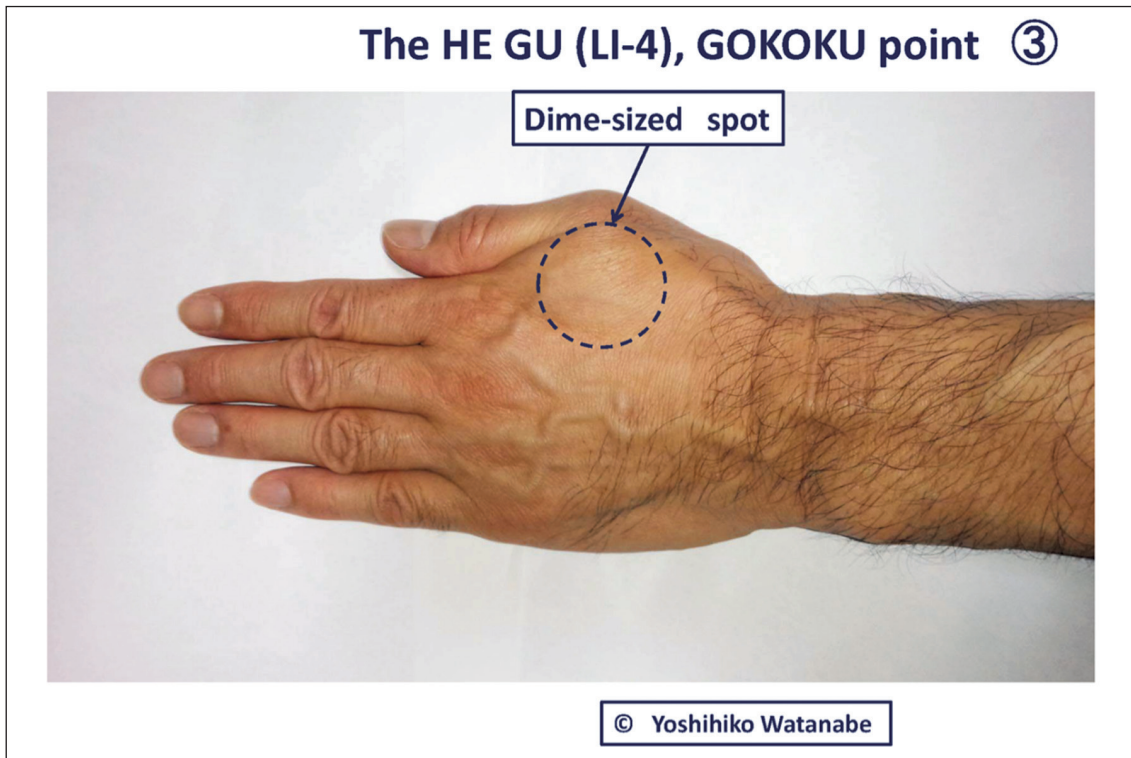 The HE GU (LI-4), GOKOKU point ③
Dime-sized spot
© Yoshihiko Watanabe